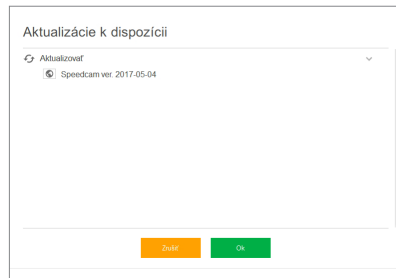 Aktualizácie k dispozícii
Aktualizovať
Speedcam ver. 2017-05-04
Zrušiť
Ok